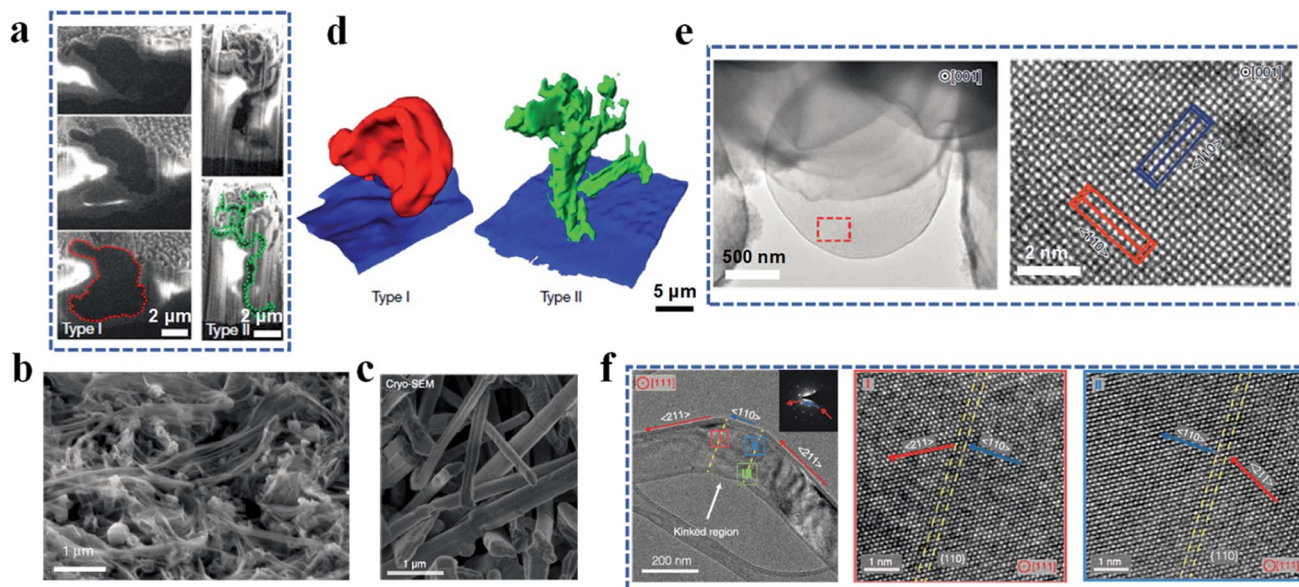 a
Type I
2 μm
Type II
2 μm
d
Type I
Type II
5 μm
e
⊙[001]
500 nm
⊙[001]
<110>
<110>
2 nm
b
1 μm
c
Cryo-SEM
1 μm
f
⊙[111]
<211>
<110>
<211>
I
III
Kinked region
200 nm
I
<211>
<110>
{110}
1 nm
⊙[111]
II
<110>
<211>
{110}
1 nm
⊙[111]